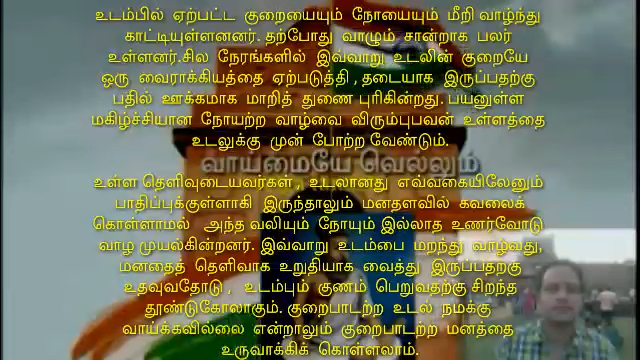 உடம்பில் ஏற்பட்ட குறையையும் நோயையும் மீறி வாழ்ந்து
காட்டியுள்ளனனர். தற்போது வாழும் சான்றாக பலர்
உள்ளனர்.சில நேரங்களில் இவ்வாறு உடலின் குறையே
ஒரு வைராக்கியத்தை ஏற்படுத்தி , தடையாக இருப்பதற்கு
பதில் ஊக்கமாக மாறித் துணை புரிகின்றது. பயனுள்ள
மகிழ்ச்சியான நோயற்ற வாழ்வை விரும்புபவன் உள்ளத்தை
உடலுக்கு முன் போற்ற வேண்டும்.
வாய்மையே வெல்லும்
உள்ள தெளிவுடையவர்கள் , உடலானது எவ்வகையிலேனும்
பாதிப்புக்குள்ளாகி இருந்தாலும் மனதளவில் கவலைக்
கொள்ளாமல் அந்த வலியும் நோயும் இல்லாத உணர்வோடு
வாழ முயல்கின்றனர். இவ்வாறு உடம்பை மறந்து வாழ்வது,
மனதைத் தெளிவாக உறுதியாக வைத்து இருப்பதற்கு
உதவுவதோடு , உடம்பும் குணம் பெறுவதற்கு சிறந்த
தூண்டுகோலாகும். குறைபாடற்ற உடல் நமக்கு
வாய்க்கவில்லை என்றாலும் குறைபாடற்ற மனத்தை
உருவாக்கிக் கொள்ளலாம்.